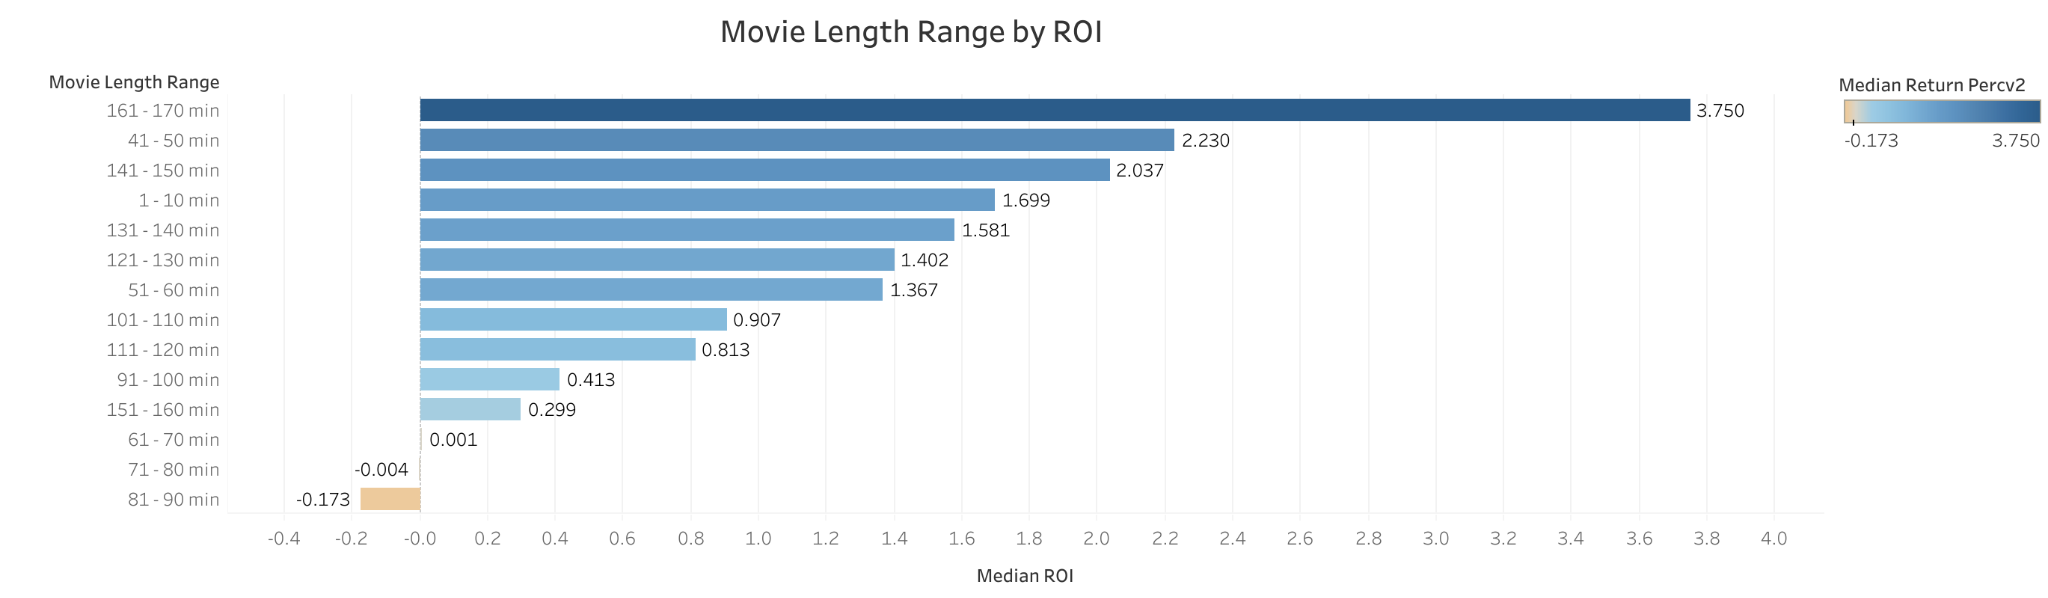 Movie Length Range by ROI
Movie Length Range
161 - 170 min 3.750
41 - 50 min 2.230
141 - 150 min 2.037
1 - 10 min 1.699
131 - 140 min 1.581
121 - 130 min 1.402
51 - 60 min 1.367
101 - 110 min 0.907
111 - 120 min 0.813
91 - 100 min 0.413
151 - 160 min 0.299
61 - 70 min 0.001
71 - 80 min -0.004
81 - 90 min -0.173
-0.4 -0.2 -0.0 0.2 0.4 0.6 0.8 1.0 1.2 1.4 1.6 1.8 2.0 2.2 2.4 2.6 2.8 3.0 3.2 3.4 3.6 3.8 4.0
Median ROI
Median Return Percv2
-0.173 3.750